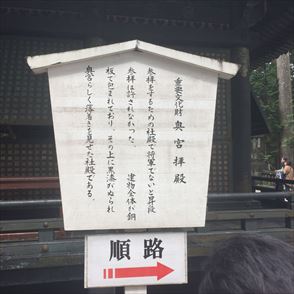 重要文化財 奥宮拝殿
参拝をするための社殿で将軍でないと昇段
参拝は許されなかった。 建物全体が銅
板で包まれており、その上に黒漆がぬられ
奥宮らしく落着きを見せた社殿である。
順路